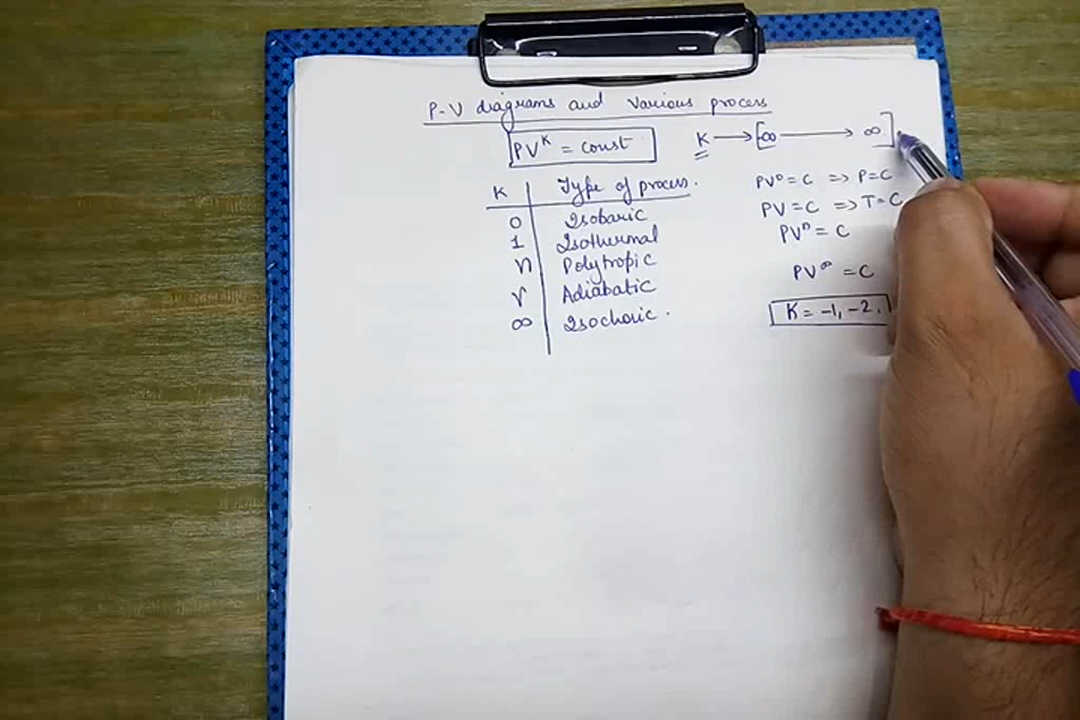 P-V diagrams and various process
PV^K = const
K → [∞ → ∞]
K | Type of process.
0 | Isobaric
1 | Isothermal
n | Polytropic
γ | Adiabatic
∞ | Isochoric.
PV⁰ = C ⇒ P=C
PV = C ⇒ T=C
PVⁿ = C
PV^∞ = C
K = -1, -2.